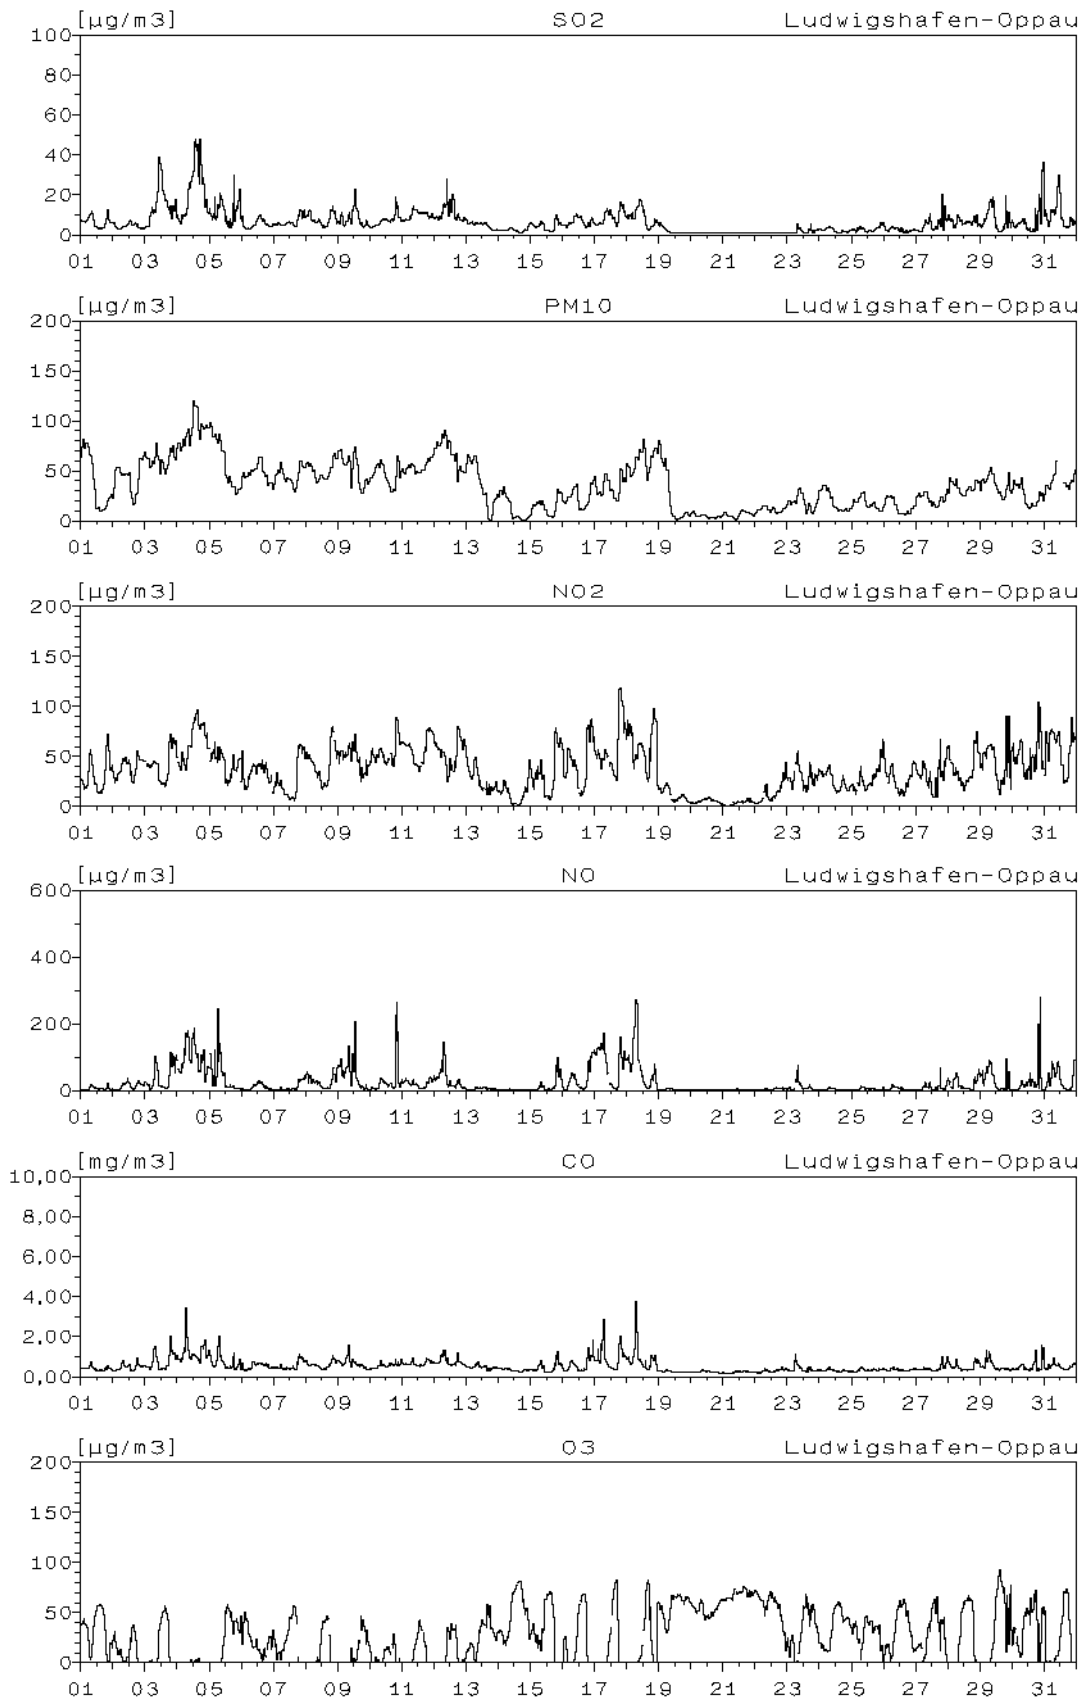 [µg/m3] SO2 Ludwigshafen-Oppau
100
80
60
40
20
0
01 03 05 07 09 11 13 15 17 19 21 23 25 27 29 31
[µg/m3] PM10 Ludwigshafen-Oppau
200
150
100
50
0
01 03 05 07 09 11 13 15 17 19 21 23 25 27 29 31
[µg/m3] NO2 Ludwigshafen-Oppau
200
150
100
50
0
01 03 05 07 09 11 13 15 17 19 21 23 25 27 29 31
[µg/m3] NO Ludwigshafen-Oppau
600
400
200
0
01 03 05 07 09 11 13 15 17 19 21 23 25 27 29 31
[mg/m3] CO Ludwigshafen-Oppau
10,00
8,00
6,00
4,00
2,00
0,00
01 03 05 07 09 11 13 15 17 19 21 23 25 27 29 31
[µg/m3] O3 Ludwigshafen-Oppau
200
150
100
50
0
01 03 05 07 09 11 13 15 17 19 21 23 25 27 29 31